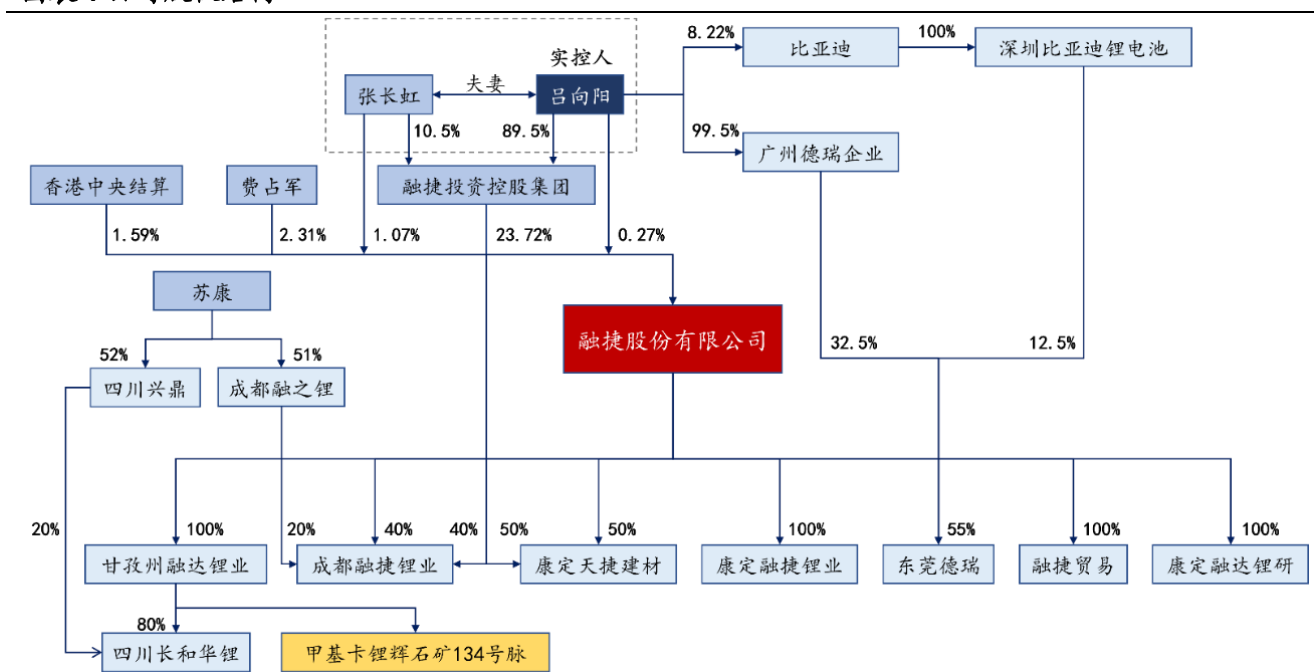 8.22%
比亚迪
100%
深圳比亚迪锂电池
实控人
张长虹
夫妻
吕向阳
10.5%
89.5%
99.5%
广州德瑞企业
香港中央结算
费占军
融捷投资控股集团
1.59%
2.31%
1.07%
23.72%
0.27%
苏康
融捷股份有限公司
32.5%
12.5%
52%
51%
四川兴鼎
成都融之锂
20%
100%
20%
40%
40%
50%
50%
100%
55%
100%
100%
甘孜州融达锂业
成都融捷锂业
康定天捷建材
康定融捷锂业
东莞德瑞
融捷贸易
康定融达锂研
80%
四川长和华锂
甲基卡锂辉石矿134号脉